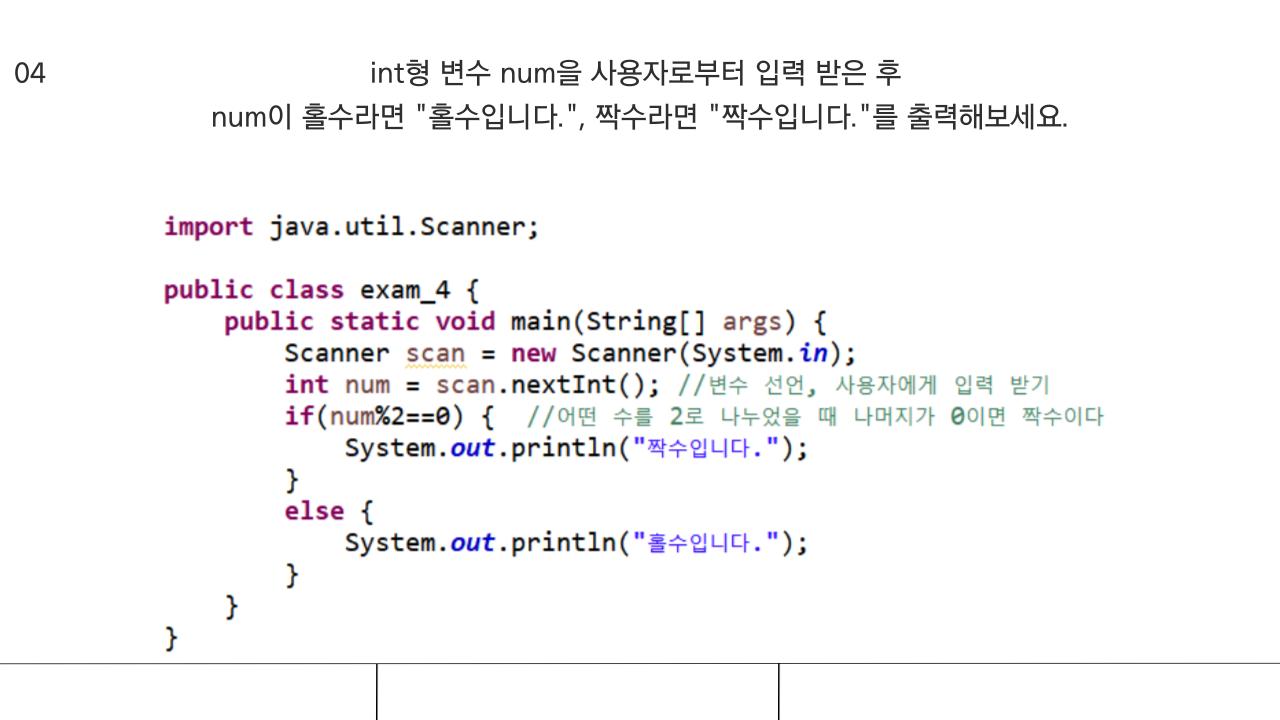 04
int형 변수 num을 사용자로부터 입력 받은 후
num이 홀수라면 "홀수입니다.", 짝수라면 "짝수입니다."를 출력해보세요.
import java.util.Scanner;
public class exam_4 {
public static void main(String[] args) {
Scanner scan = new Scanner(System.in);
int num = scan.nextInt(); //변수 선언, 사용자에게 입력 받기
if(num%2==0) { //어떤 수를 2로 나누었을 때 나머지가 0이면 짝수이다
System.out.println("짝수입니다.");
}
else {
System.out.println("홀수입니다.");
}
}
}